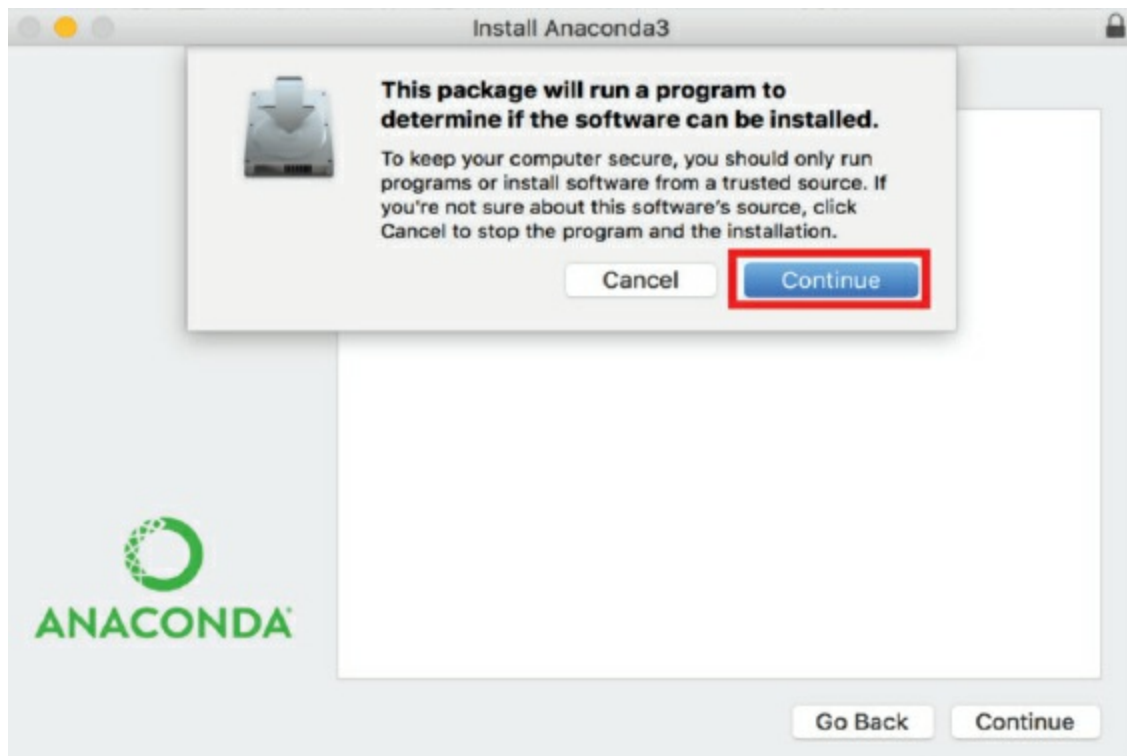 Install Anaconda3
This package will run a program to
determine if the software can be installed.
To keep your computer secure, you should only run
programs or install software from a trusted source. If
you're not sure about this software's source, click
Cancel to stop the program and the installation.
Cancel
Continue
ANACONDA
Go Back
Continue